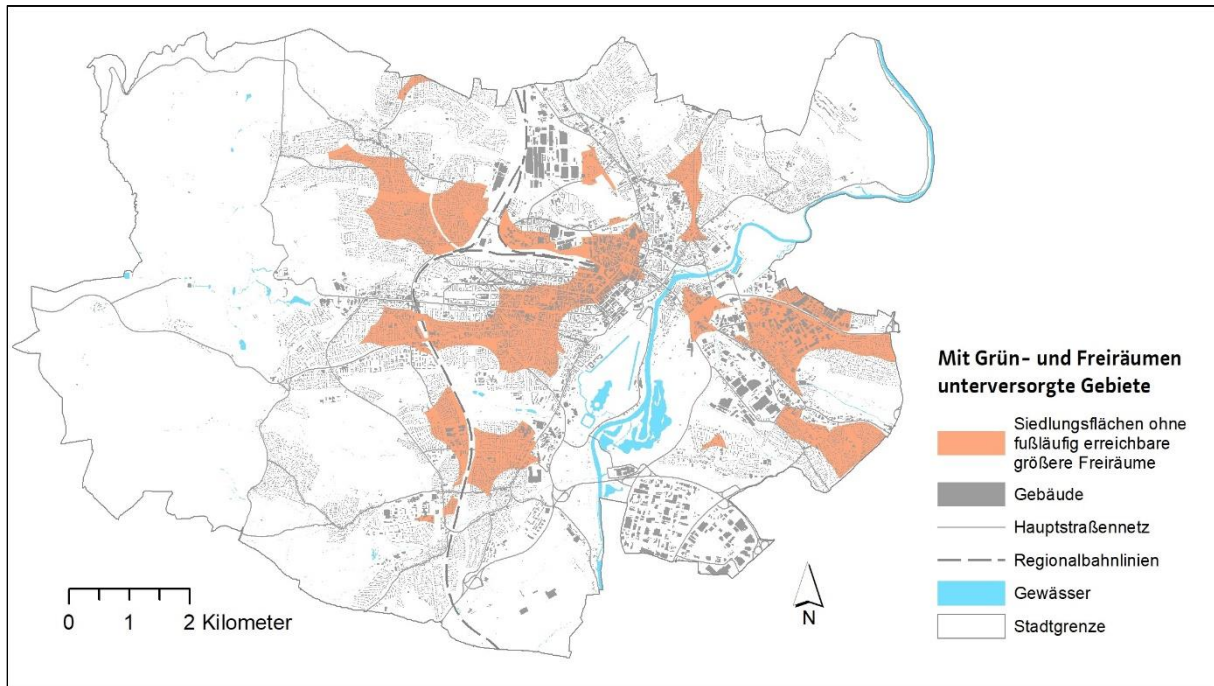 Mit Grün- und Freiräumen
unterversorgte Gebiete
Siedlungsflächen ohne
fußläufig erreichbare
größere Freiräume
Gebäude
Hauptstraßennetz
Regionalbahnlinien
Gewässer
Stadtgrenze
0 1 2 Kilometer
N